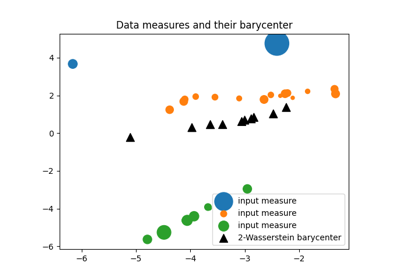 Data measures and their barycenter
4
2
0
−2
−4
−6
input measure
input measure
input measure
2-Wasserstein barycenter
−6
−5
−4
−3
−2